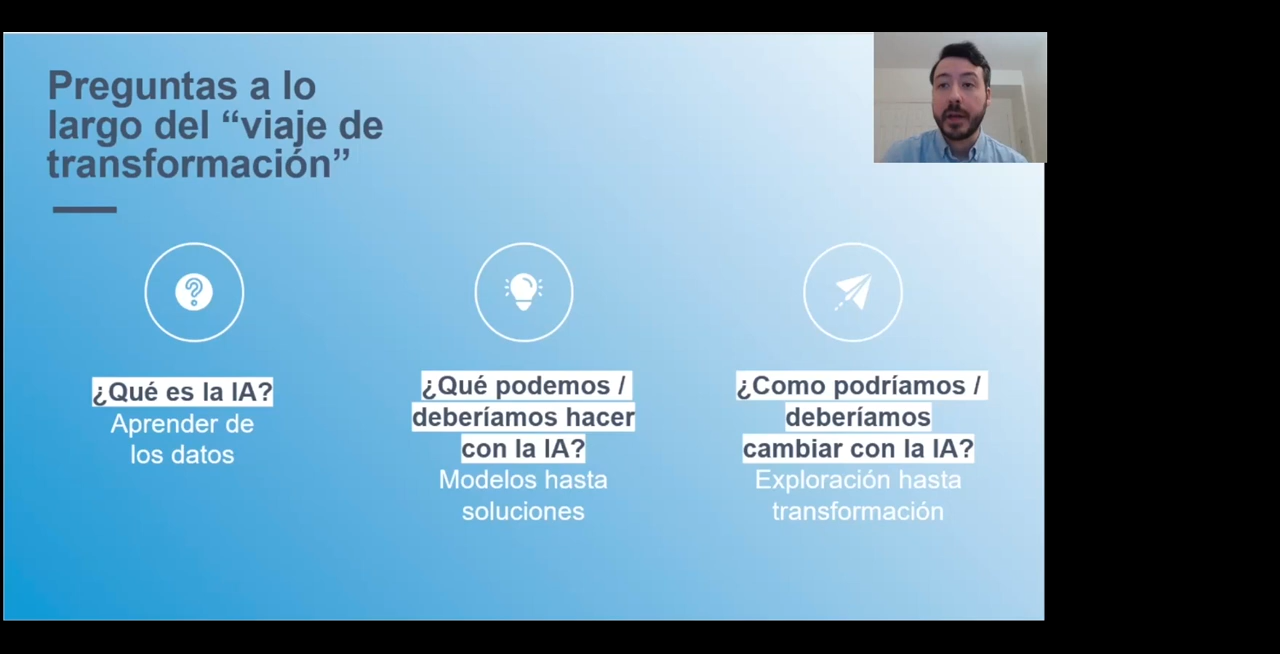 Preguntas a lo
largo del “viaje de
transformación”
¿Qué es la IA?
Aprender de
los datos
¿Qué podemos /
deberíamos hacer
con la IA?
Modelos hasta
soluciones
¿Como podríamos /
deberíamos
cambiar con la IA?
Exploración hasta
transformación